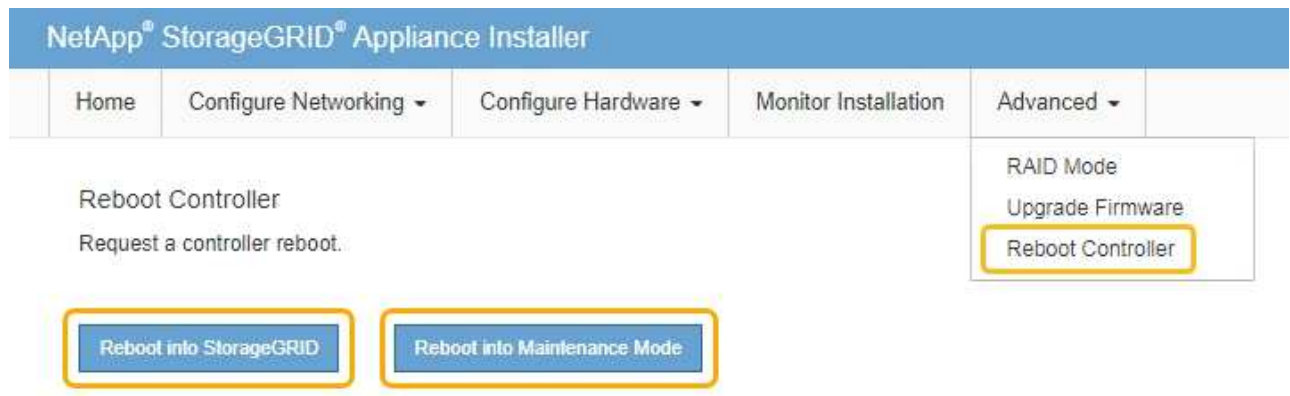 NetApp® StorageGRID® Appliance Installer
Home Configure Networking Configure Hardware Monitor Installation Advanced
RAID Mode
Upgrade Firmware
Reboot Controller
Reboot Controller
Request a controller reboot.
Reboot into StorageGRID Reboot into Maintenance Mode